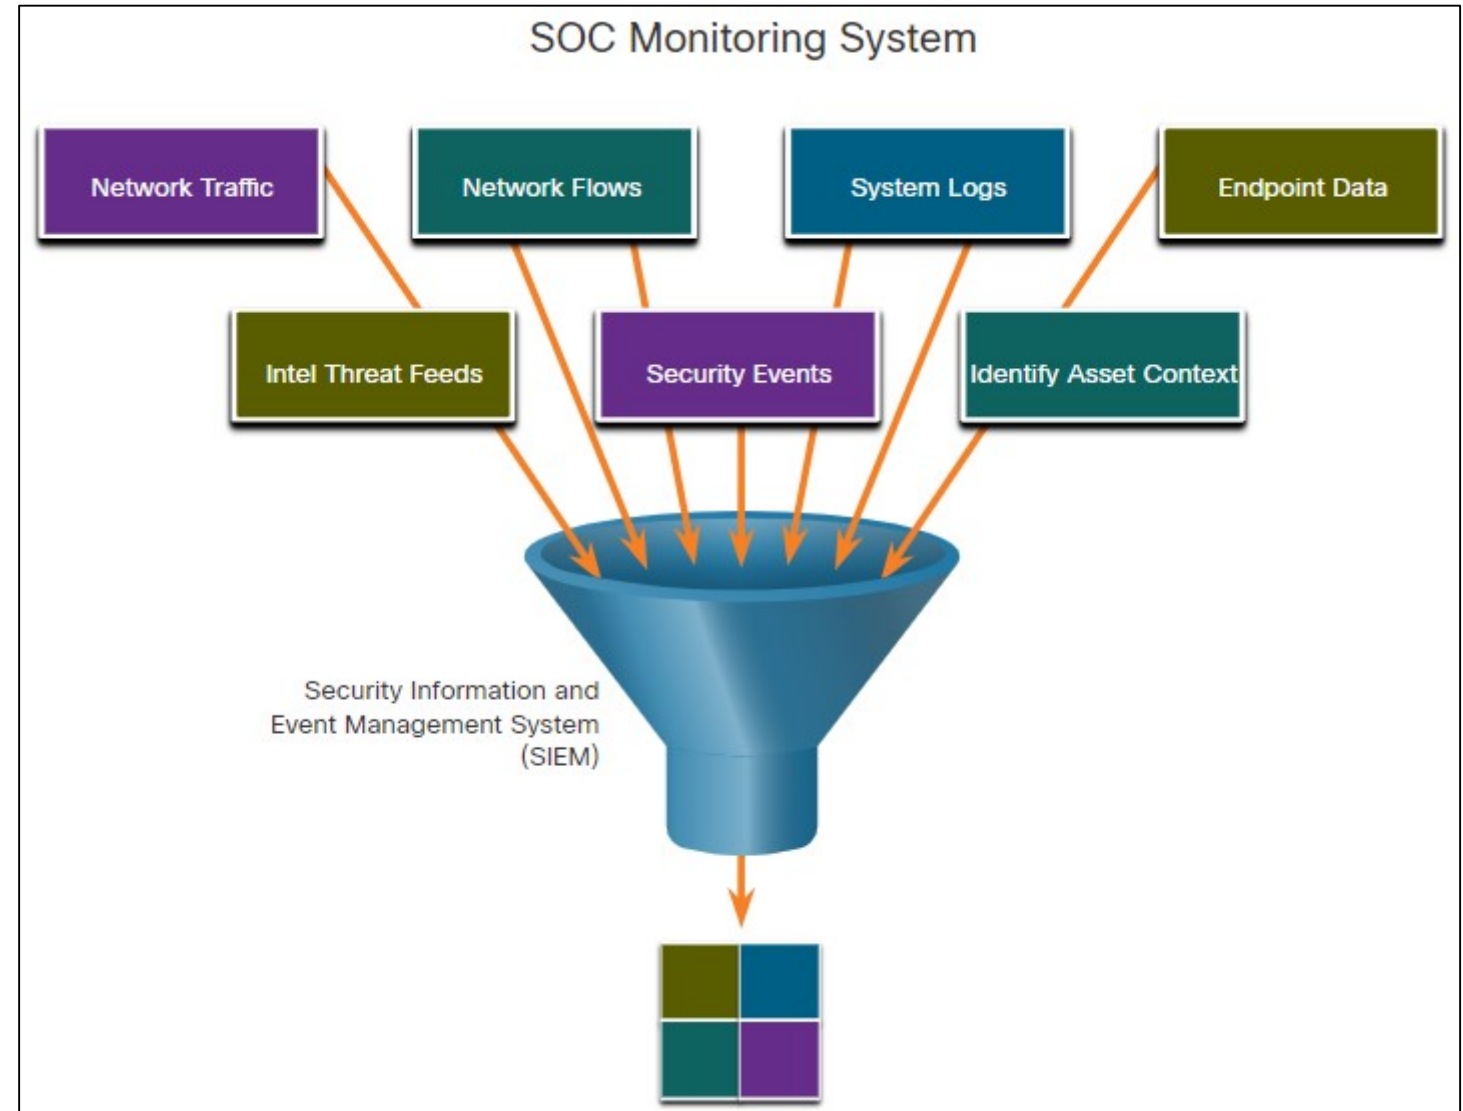 SOC Monitoring System
Network Traffic
Network Flows
System Logs
Endpoint Data
Intel Threat Feeds
Security Events
Identify Asset Context
Security Information and
Event Management System
(SIEM)